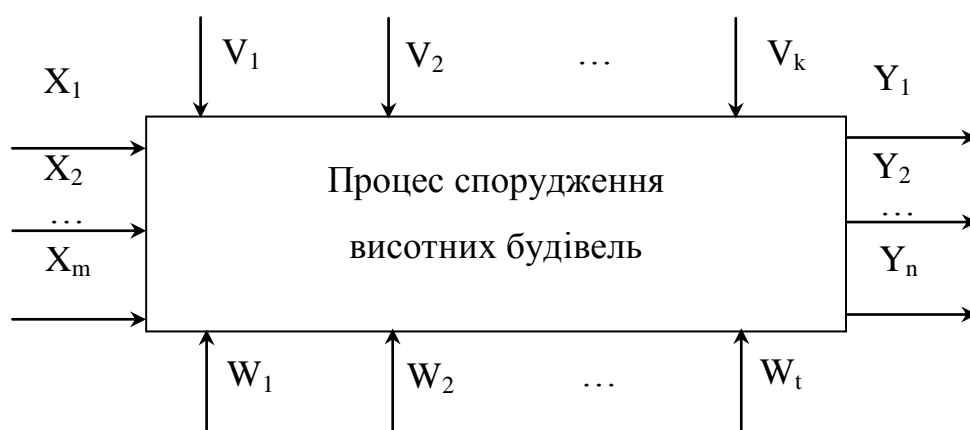 V₁ V₂ … Vₖ
X₁ Y₁
X₂ Процес спорудження Y₂
… …
Xₘ висотних будівель Yₙ
W₁ W₂ … Wₜ